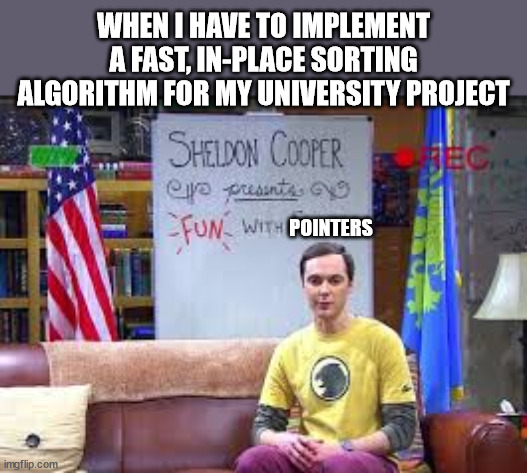 WHEN I HAVE TO IMPLEMENT
A FAST, IN-PLACE SORTING
ALGORITHM FOR MY UNIVERSITY PROJECT
SHELDON COOPER
REC
presents
FUN WITH POINTERS
imgflip.com